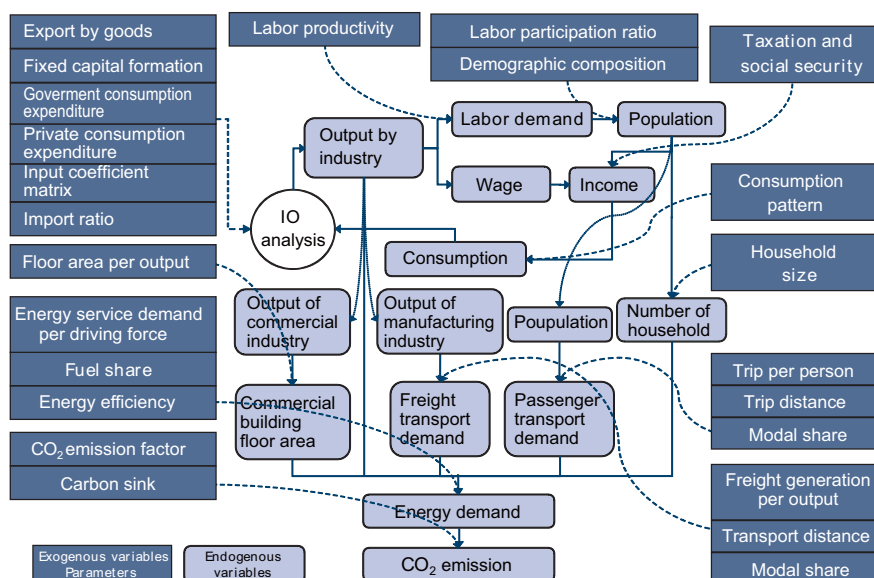 Export by goods
Fixed capital formation
Goverment consumption
expenditure
Private consumption
expenditure
Input coefficient
matrix
Import ratio
Floor area per output
Energy service demand
per driving force
Fuel share
Energy efficiency
CO2 emission factor
Carbon sink
Exogenous variables
Parameters
Endogenous
variables
Labor productivity
Labor participation ratio
Demographic composition
Taxation and
social security
Output by
industry
Labor demand
Population
Wage
Income
IO
analysis
Consumption
Consumption
pattern
Household
size
Output of
commercial
industry
Output of
manufacturing
industry
Poupulation
Number of
household
Commercial
building
floor area
Freight
transport
demand
Passenger
transport
demand
Trip per person
Trip distance
Modal share
Freight generation
per output
Transport distance
Modal share
Energy demand
CO2 emission